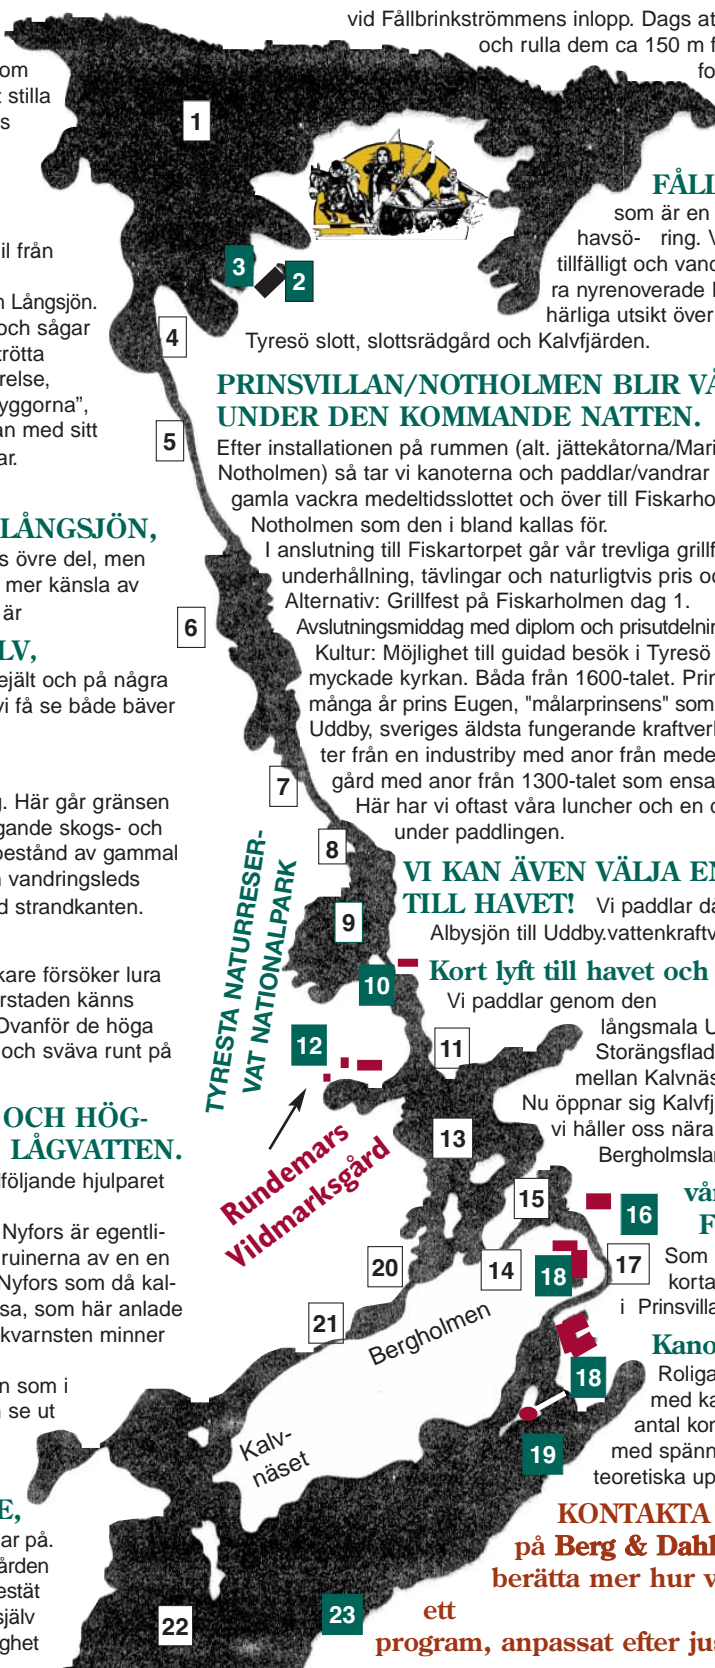 vid Fållbrinkströmmens inlopp. Dags at
och rulla dem ca 150 m f
fo
om
t stilla
s
1
FÅLL
som är en
havsö- ring. V
tillfälligt och vand
ra nyrenoverade
härliga utsikt över
Tyresö slott, slottsrädgård och Kalvfjärden.
il från
n Långsjön.
och sågar
trötta
relse,
yggorna”,
an med sitt
ar.
3
2
4
5
PRINSVILLAN/NOTHOLMEN BLIR VÅ
UNDER DEN KOMMANDE NATTEN.
Efter installationen på rummen (alt. jättekåtorna/Mari
Notholmen) så tar vi kanoterna och paddlar/vandrar
gamla vackra medeltidsslottet och över till Fiskarho
Notholmen som den i bland kallas för.
I anslutning till Fiskartorpet går vår trevliga grillf
underhållning, tävlingar och naturligtvis pris oc
Alternativ: Grillfest på Fiskarholmen dag 1.
Avslutningsmiddag med diplom och prisutdelnin
Kultur: Möjlighet till guidad besök i Tyresö
myckade kyrkan. Båda från 1600-talet. Prin
många år prins Eugen, "målarprinsens" som
Uddby, sveriges äldsta fungerande kraftverk
ter från en industriby med anor från mede
gård med anor från 1300-talet som ensa
Här har vi oftast våra luncher och en d
under paddlingen.
LÅNGSJÖN,
s övre del, men
mer känsla av
är
LV,
ejält och på några
vi få se både bäver
6
7
g. Här går gränsen
gande skogs- och
bestånd av gammal
n vandringsleds
d strandkanten.
8
9
TYRESTA NATURRESER-
VAT NATIONALPARK
VI KAN ÄVEN VÄLJA EN
TILL HAVET! Vi paddlar då
Albysjön till Uddby.vattenkraftv
Kort lyft till havet och
Vi paddlar genom den
långsmala U
Storängsflad
mellan Kalvnäs
Nu öppnar sig Kalvfj
vi håller oss nära
Bergholmslan
kare försöker lura
rstaden känns
Ovanför de höga
och sväva runt på
10
11
12
13
Rundemars
Vildmarksgård
OCH HÖG-
LÅGVATTEN.
lföljande hjulparet
Nyfors är egentli-
ruinerna av en en
Nyfors som då kal-
sa, som här anlade
kvarnsten minner
n som i
n se ut
vår
F
15
16
14
18
17
Som
korta
i Prinsvilla
20
21
Bergholmen
Kano
Roliga
med ka
antal kon
med spänn
teoretiska up
18
19
Kalv-
näset
E,
ar på.
ården
estät
själv
ghet
22
23
KONTAKTA
på Berg & Dahl
berätta mer hur v
ett
program, anpassat efter jus